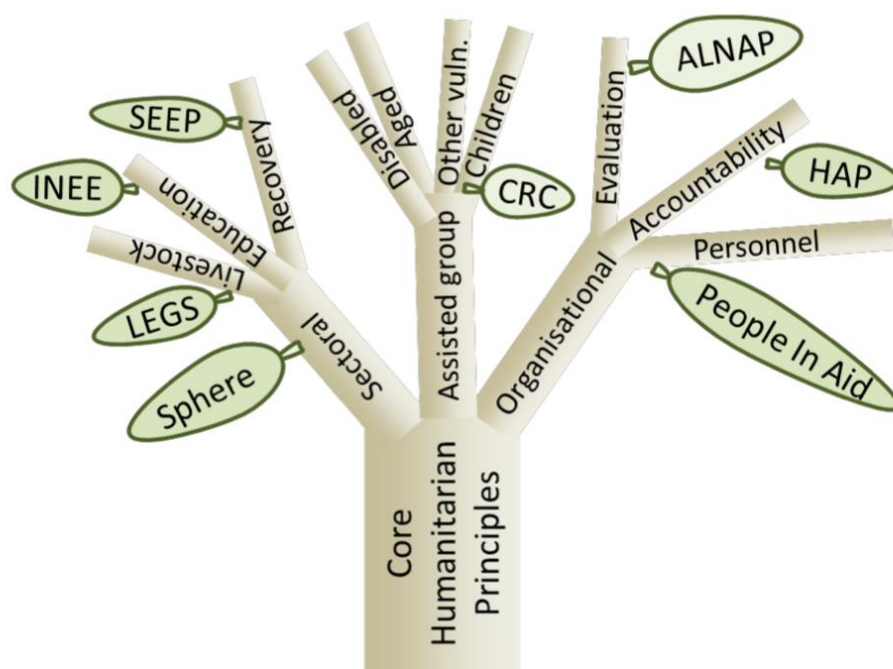 ALNAP
SEEP
Recovery
Disabled
Aged
Other vuln.
Children
Evaluation
Accountability
HAP
INEE
Education
CRC
Livestock
Personnel
LEGS
Sphere
Sectoral
Assisted group
Organisational
People In Aid
Core
Humanitarian
Principles